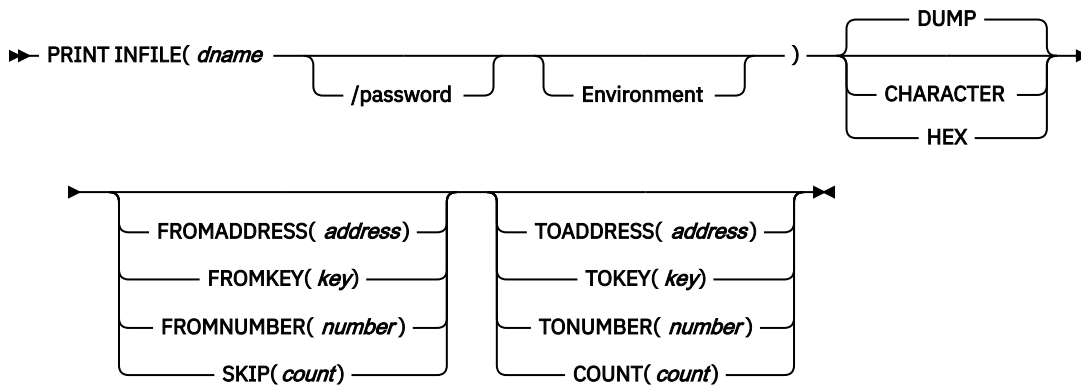 DUMP
PRINT INFILE( dname )
/password Environment CHARACTER
HEX
FROMADDRESS( address) TOADDRESS( address)
FROMKEY( key) TOKEY( key)
FROMNUMBER( number) TONUMBER( number)
SKIP( count) COUNT( count)